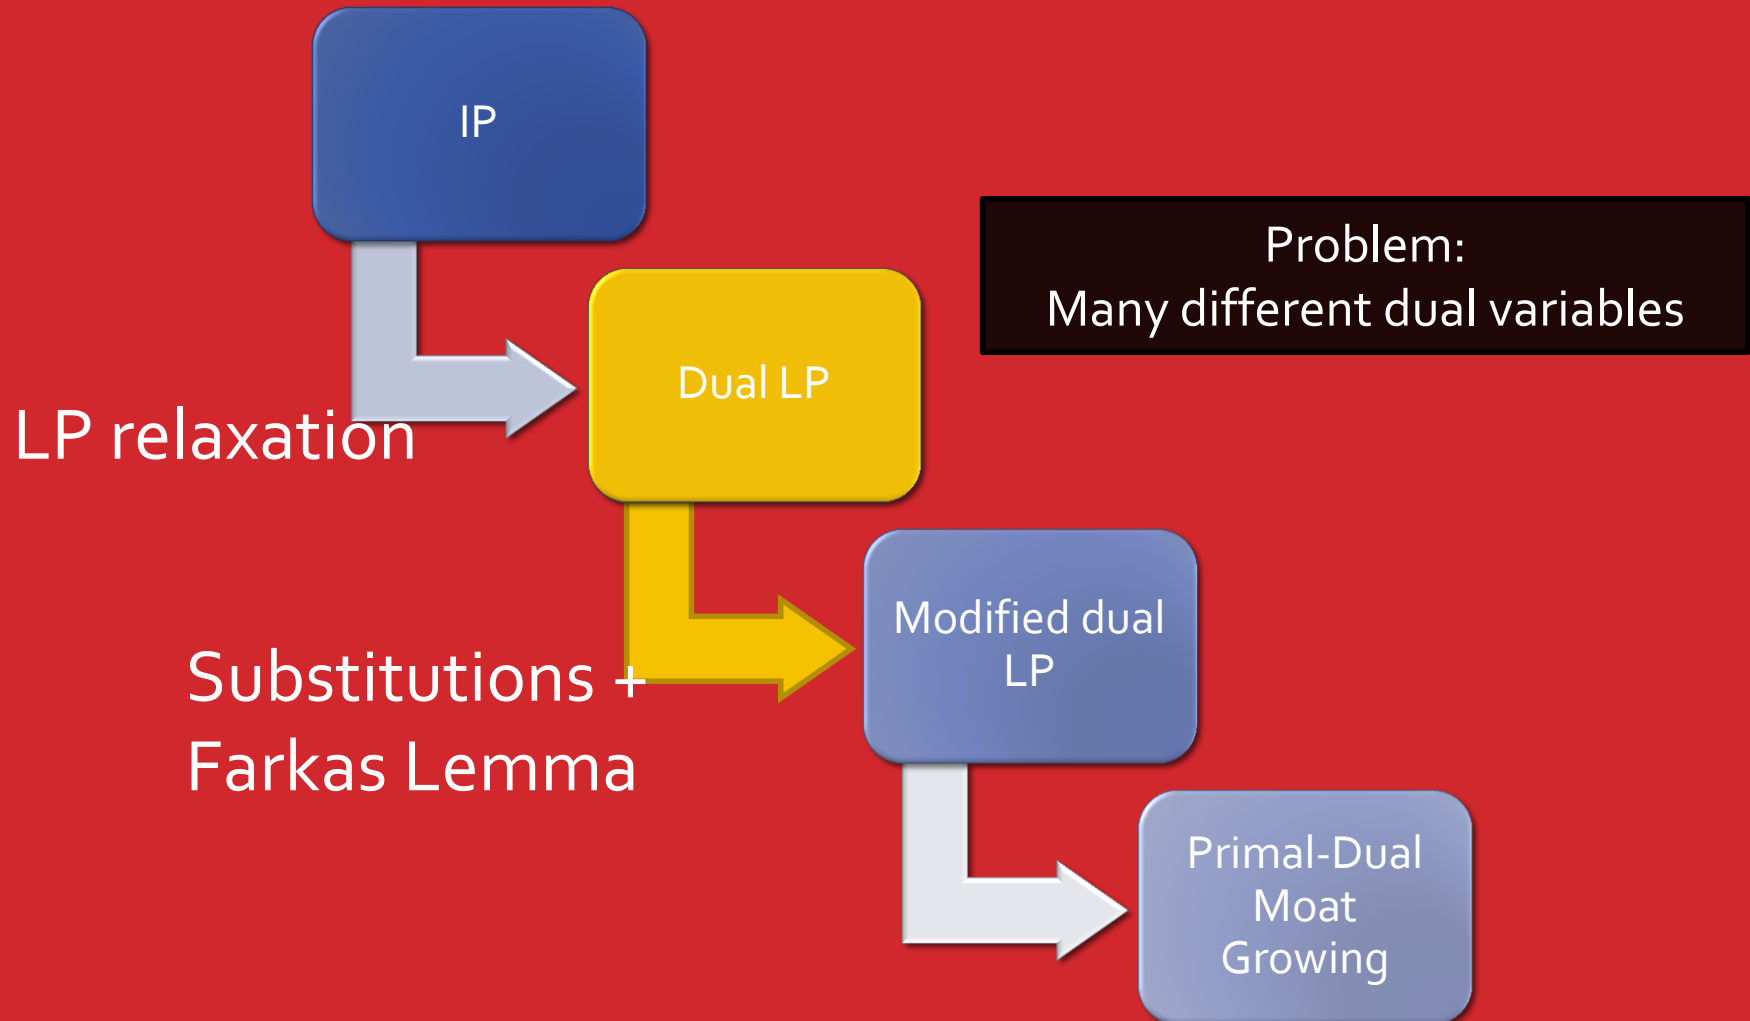 IP
Problem:
Many different dual variables
Dual LP
LP relaxation
Modified dual
LP
Substitutions +
Farkas Lemma
Primal-Dual
Moat
Growing